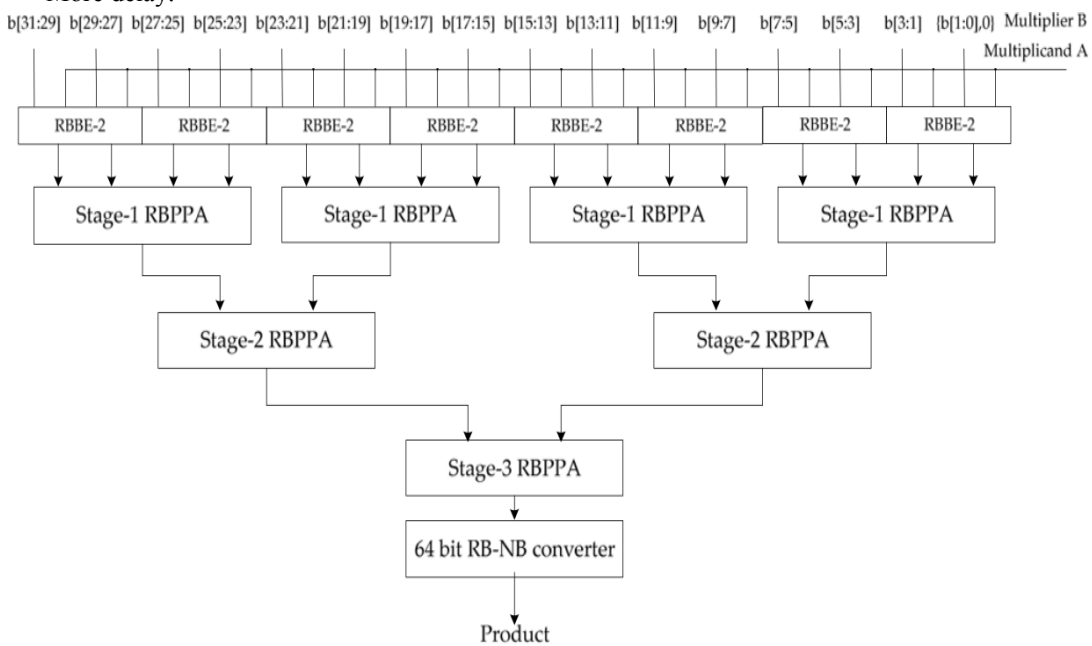 More delay.
b[31:29] b[29:27] b[27:25] b[25:23] b[23:21] b[21:19] b[19:17] b[17:15] b[15:13] b[13:11] b[11:9] b[9:7] b[7:5] b[5:3] b[3:1] {b[1:0],0} Multiplier B
Multiplicand A
RBBE-2 RBBE-2 RBBE-2 RBBE-2 RBBE-2 RBBE-2 RBBE-2 RBBE-2
Stage-1 RBPPA Stage-1 RBPPA Stage-1 RBPPA Stage-1 RBPPA
Stage-2 RBPPA Stage-2 RBPPA
Stage-3 RBPPA
64 bit RB-NB converter
Product